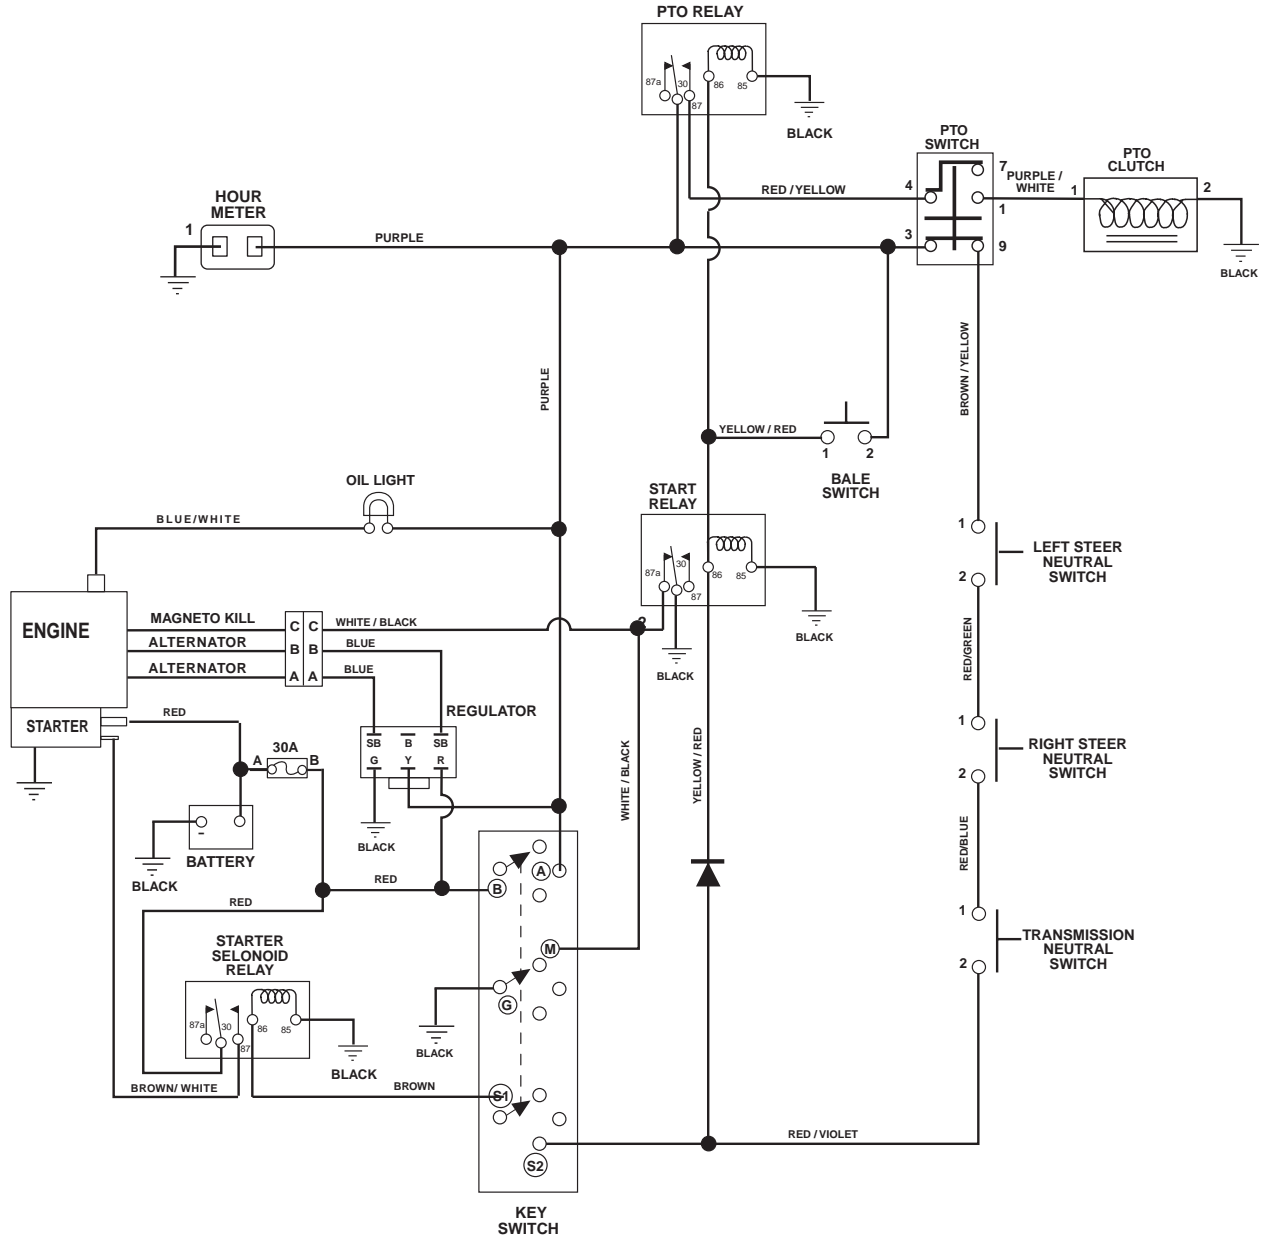 PTO RELAY
87a
30
87
86
85
BLACK
PTO
SWITCH
4
7
1
3
9
PURPLE /
WHITE
PTO
CLUTCH
1
2
BLACK
RED / YELLOW
HOUR
METER
1
PURPLE
PURPLE
BROWN / YELLOW
YELLOW / RED
1
2
BALE
SWITCH
OIL LIGHT
BLUE/WHITE
START
RELAY
87a
30
87
86
85
BLACK
BLACK
1
2
LEFT STEER
NEUTRAL
SWITCH
ENGINE
MAGNETO KILL
ALTERNATOR
ALTERNATOR
C C
B B
A A
WHITE / BLACK
BLUE
BLUE
RED/GREEN
STARTER
RED
30A
A
B
REGULATOR
SB
B
SB
G
Y
R
BLACK
WHITE / BLACK
YELLOW / RED
1
2
RIGHT STEER
NEUTRAL
SWITCH
-
BATTERY
BLACK
RED
RED
RED/BLUE
B
A
M
G
S1
S2
KEY
SWITCH
1
2
TRANSMISSION
NEUTRAL
SWITCH
STARTER
SELONOID
RELAY
87a
30
87
86
85
BLACK
BLACK
BROWN/ WHITE
BROWN
RED / VIOLET